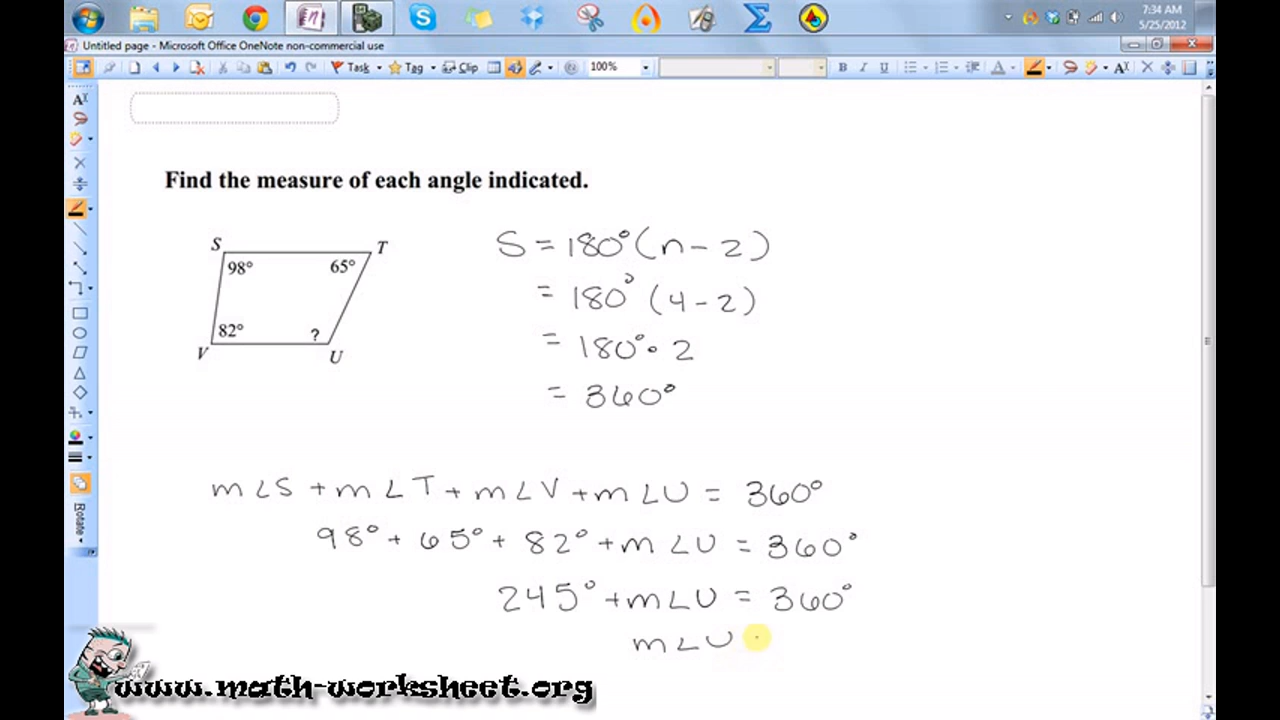 7:34 AM
5/25/2012
Untitled page - Microsoft Office OneNote non-commercial use
Task Tag Clip 100% B I U A
Find the measure of each angle indicated.
S T
98° 65°
82° ?
V U
S = 180°(n - 2)
= 180°(4 - 2)
= 180° • 2
= 360°
m∠S + m∠T + m∠V + m∠U = 360°
98° + 65° + 82° + m∠U = 360°
245° + m∠U = 360°
m∠U
Rotate
www.math-worksheet.org